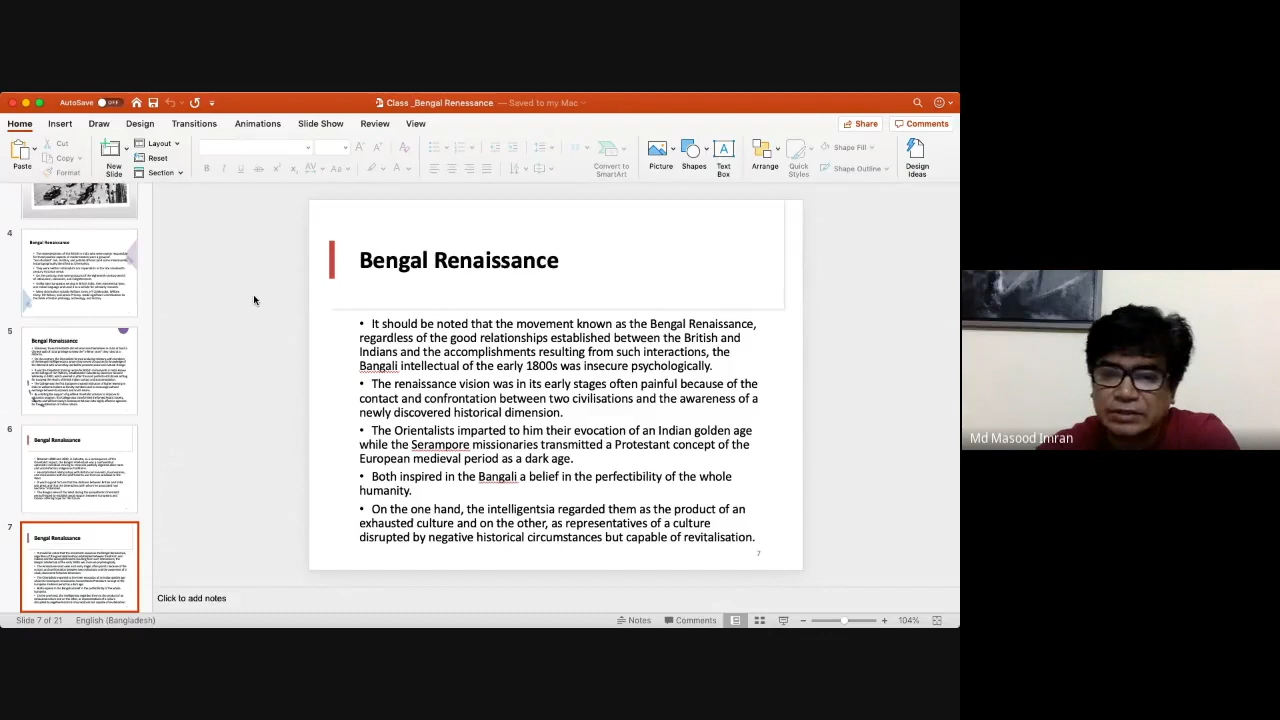 AutoSave OFF
Class _Bengal Renessance — Saved to my Mac
Home Insert Draw Design Transitions Animations Slide Show Review View
Share Comments
Paste
Cut
Copy
Format
New Slide
Layout
Reset
Section
Convert to SmartArt
Picture
Shapes
Text Box
Arrange
Quick Styles
Shape Fill
Shape Outline
Design Ideas
4
Bengal Renaissance
5
Bengal Renaissance
6
Bengal Renaissance
7
Bengal Renaissance
Bengal Renaissance
• It should be noted that the movement known as the Bengal Renaissance,
regardless of the good relationships established between the British and
Indians and the accomplishments resulting from such interactions, the
Bangali intellectual of the early 1800s was insecure psychologically.
• The renaissance vision was in its early stages often painful because of the
contact and confrontation between two civilisations and the awareness of a
newly discovered historical dimension.
• The Orientalists imparted to him their evocation of an Indian golden age
while the Serampore missionaries transmitted a Protestant concept of the
European medieval period as a dark age.
• Both inspired in the Bangali a belief in the perfectibility of the whole
humanity.
• On the one hand, the intelligentsia regarded them as the product of an
exhausted culture and on the other, as representatives of a culture
disrupted by negative historical circumstances but capable of revitalisation.
7
Click to add notes
Slide 7 of 21 English (Bangladesh)
Notes Comments 104%
Md Masood Imran